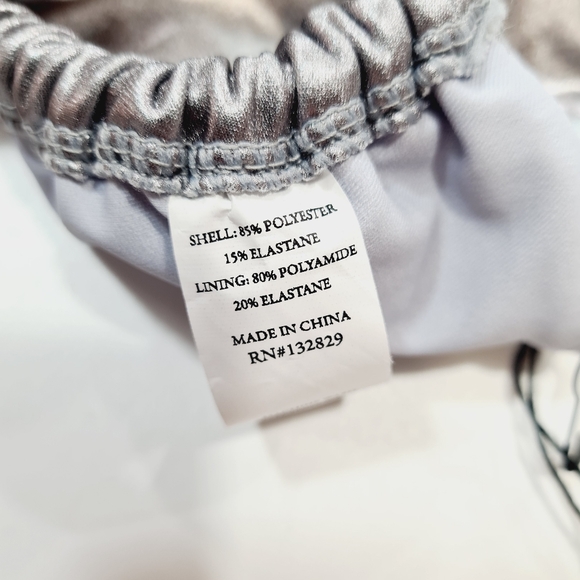 SHELL: 85% POLYESTER
15% ELASTANE
LINING: 80% POLYAMIDE
20% ELASTANE
MADE IN CHINA
RN#132829